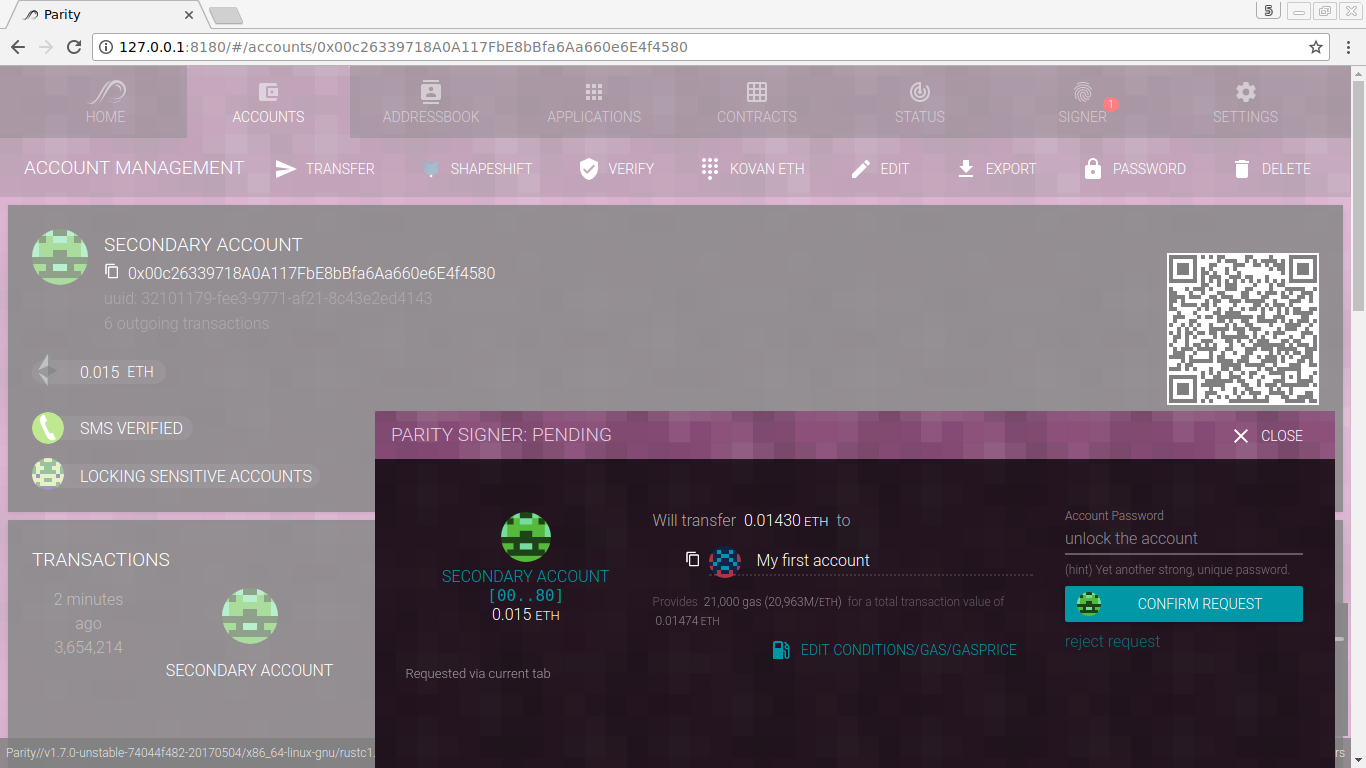 Parity
5
127.0.0.1:8180/#/accounts/0x00c26339718A0A117FbE8bBfa6Aa660e6E4f4580
HOME
ACCOUNTS
ADDRESSBOOK
APPLICATIONS
CONTRACTS
STATUS
SIGNER
1
SETTINGS
ACCOUNT MANAGEMENT
TRANSFER
SHAPESHIFT
VERIFY
KOVAN ETH
EDIT
EXPORT
PASSWORD
DELETE
SECONDARY ACCOUNT
0x00c26339718A0A117FbE8bBfa6Aa660e6E4f4580
uuid: 32101179-fee3-9771-af21-8c43e2ed4143
6 outgoing transactions
0.015 ETH
SMS VERIFIED
LOCKING SENSITIVE ACCOUNTS
TRANSACTIONS
2 minutes
ago
3,654,214
SECONDARY ACCOUNT
PARITY SIGNER: PENDING
CLOSE
SECONDARY ACCOUNT
[00..80]
0.015 ETH
Requested via current tab
Will transfer 0.01430 ETH to
My first account
Provides 21,000 gas (20,963M/ETH) for a total transaction value of
0.01474 ETH
EDIT CONDITIONS/GAS/GASPRICE
Account Password
unlock the account
(hint) Yet another strong, unique password.
CONFIRM REQUEST
reject request
Parity//v1.7.0-unstable-74044f482-20170504/x86_64-linux-gnu/rustc1.
rs